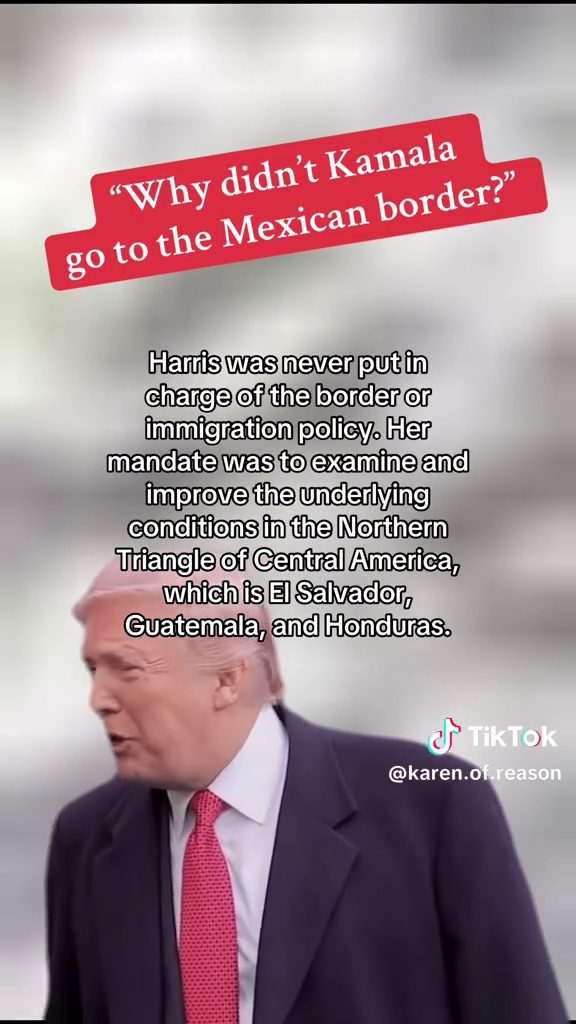 “Why didn’t Kamala
go to the Mexican border?”
Harris was never put in
charge of the border or
immigration policy. Her
mandate was to examine and
improve the underlying
conditions in the Northern
Triangle of Central America,
which is El Salvador,
Guatemala, and Honduras.
TikTok
@karen.of.reason